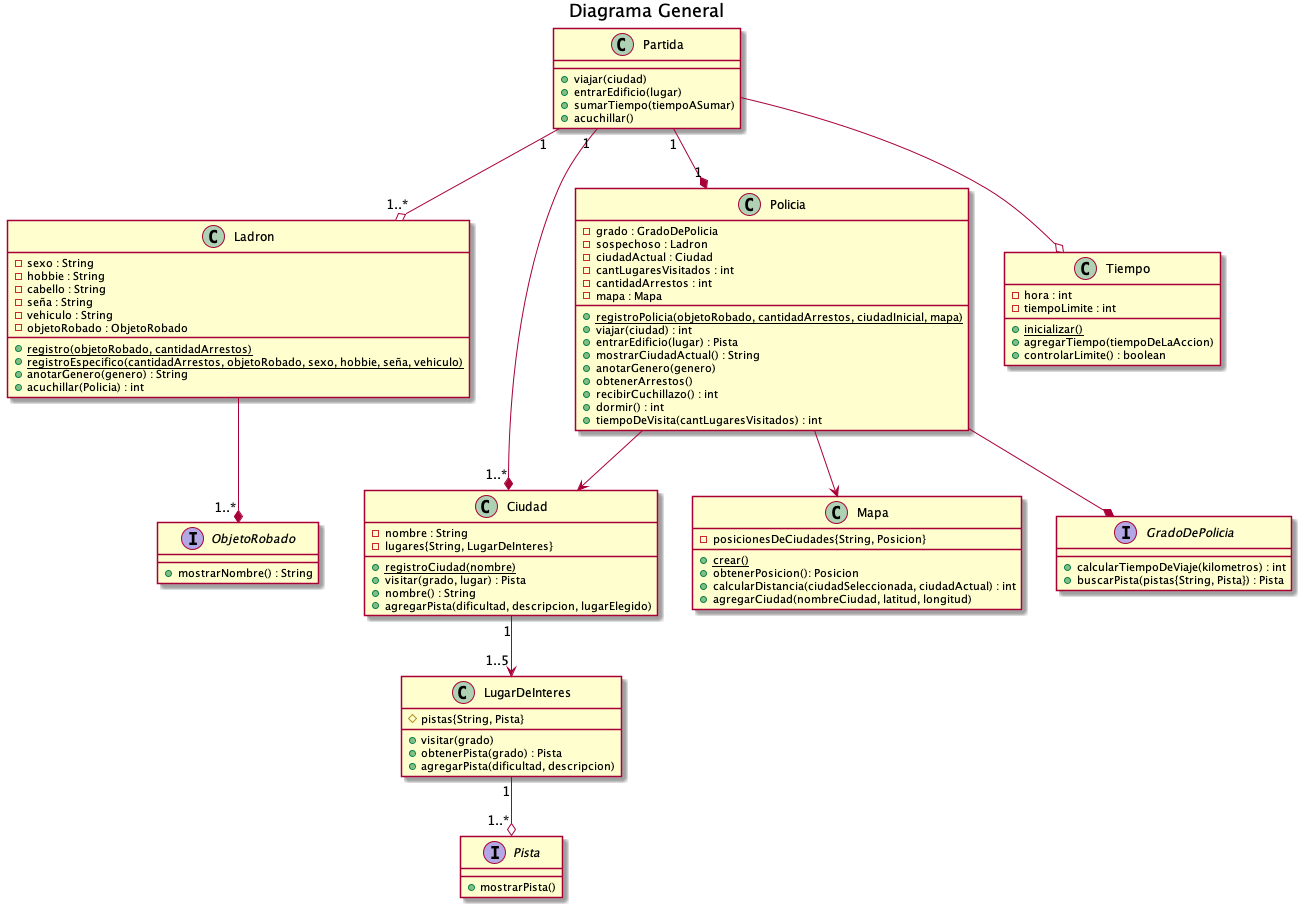 Diagrama General
C Partida
viajar(ciudad)
entrarEdificio(lugar)
sumarTiempo(tiempoASumar)
acuchillar()
1
1
1
1
1..*
C Ladron
sexo : String
hobbie : String
cabello : String
seña : String
vehiculo : String
objetoRobado : ObjetoRobado
registro(objetoRobado, cantidadArrestos)
registroEspecifico(cantidadArrestos, objetoRobado, sexo, hobbie, seña, vehiculo)
anotarGenero(genero) : String
acuchillar(Policia) : int
C Policia
grado : GradoDePolicia
sospechoso : Ladron
ciudadActual : Ciudad
cantLugaresVisitados : int
cantidadArrestos : int
mapa : Mapa
registroPolicia(objetoRobado, cantidadArrestos, ciudadInicial, mapa)
viajar(ciudad) : int
entrarEdificio(lugar) : Pista
mostrarCiudadActual() : String
anotarGenero(genero)
obtenerArrestos()
recibirCuchillazo() : int
dormir() : int
tiempoDeVisita(cantLugaresVisitados) : int
C Tiempo
hora : int
tiempoLimite : int
inicializar()
agregarTiempo(tiempoDeLaAccion)
controlarLimite() : boolean
1..*
1..*
I ObjetoRobado
mostrarNombre() : String
C Ciudad
nombre : String
lugares{String, LugarDeInteres}
registroCiudad(nombre)
visitar(grado, lugar) : Pista
nombre() : String
agregarPista(dificultad, descripcion, lugarElegido)
C Mapa
posicionesDeCiudades{String, Posicion}
crear()
obtenerPosicion(): Posicion
calcularDistancia(ciudadSeleccionada, ciudadActual) : int
agregarCiudad(nombreCiudad, latitud, longitud)
I GradoDePolicia
calcularTiempoDeViaje(kilometros) : int
buscarPista(pistas{String, Pista}) : Pista
1
1..5
C LugarDeInteres
pistas{String, Pista}
visitar(grado)
obtenerPista(grado) : Pista
agregarPista(dificultad, descripcion)
1
1..*
I Pista
mostrarPista()